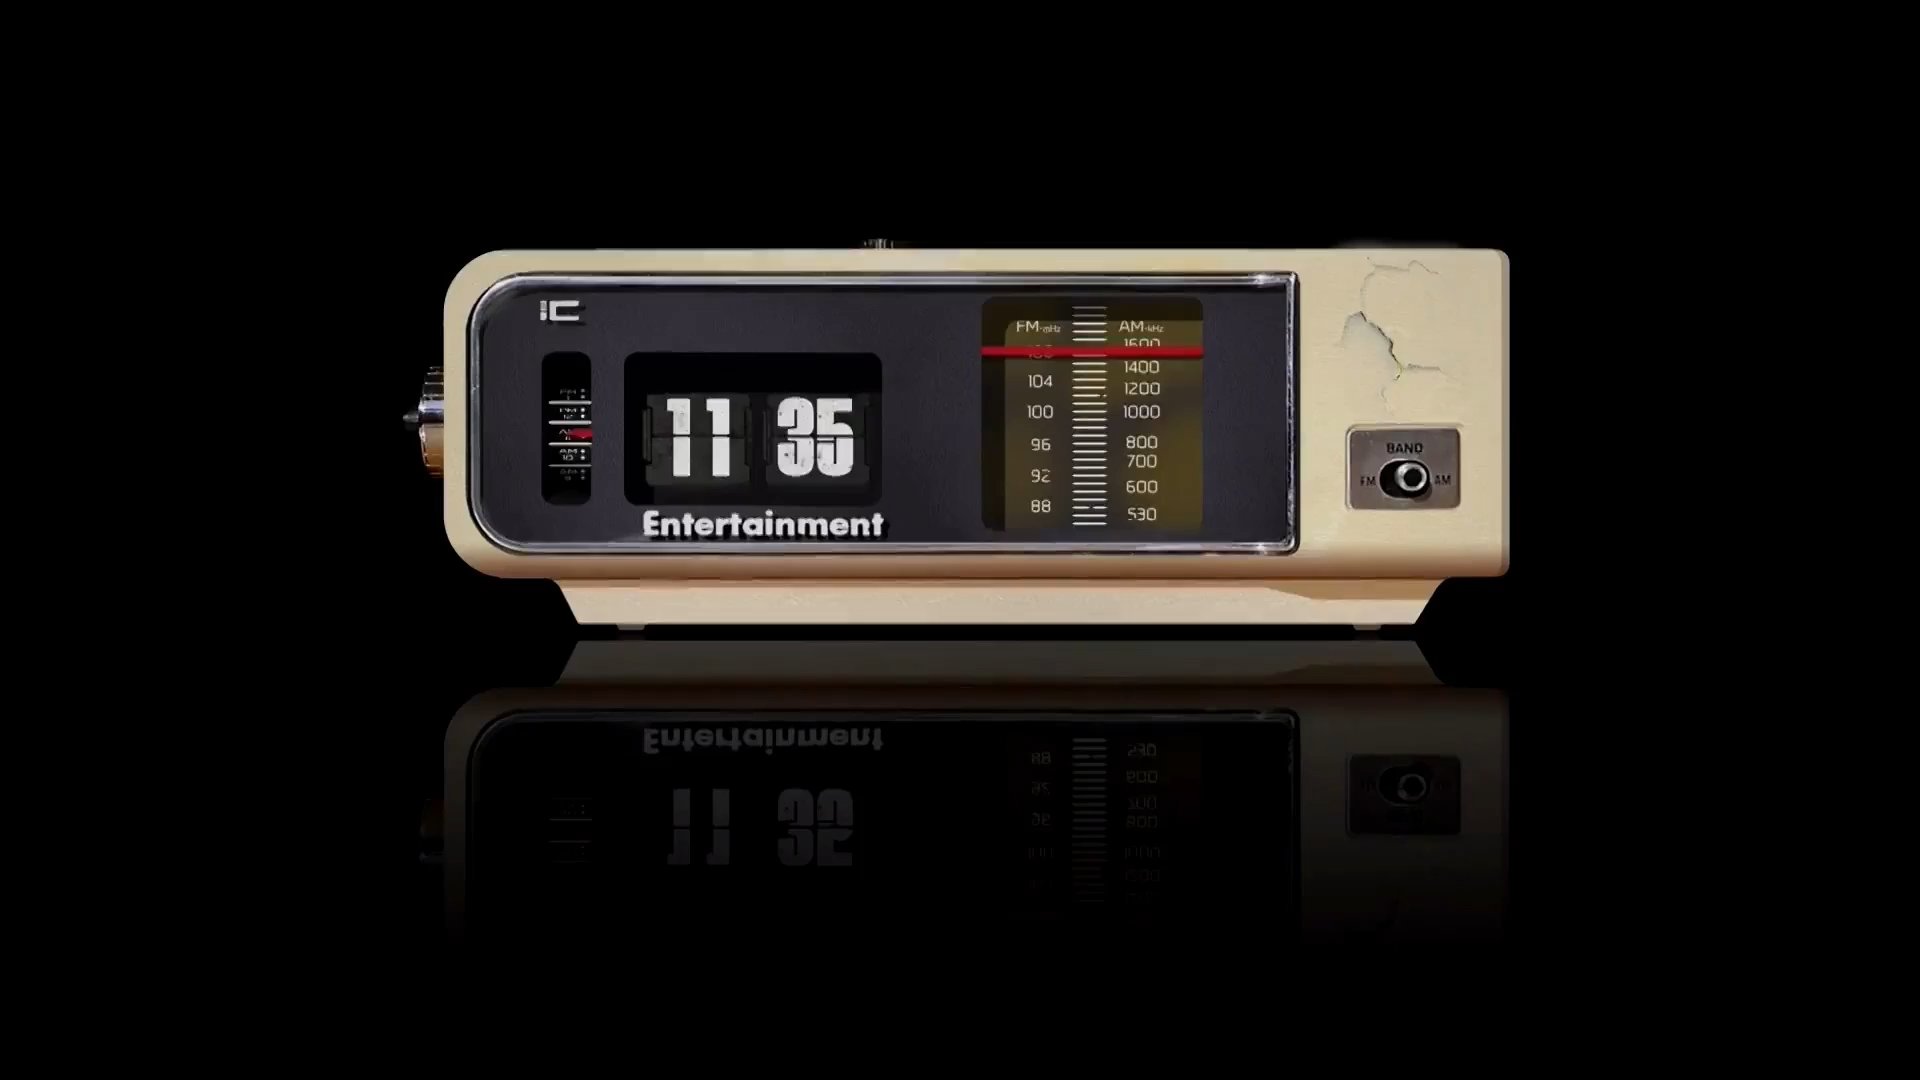 IC
11 35
Entertainment
FM-mHz AM-kHz
1600
104 1400
1200
100 1000
96 800
700
92 600
88 530
BAND
FM AM